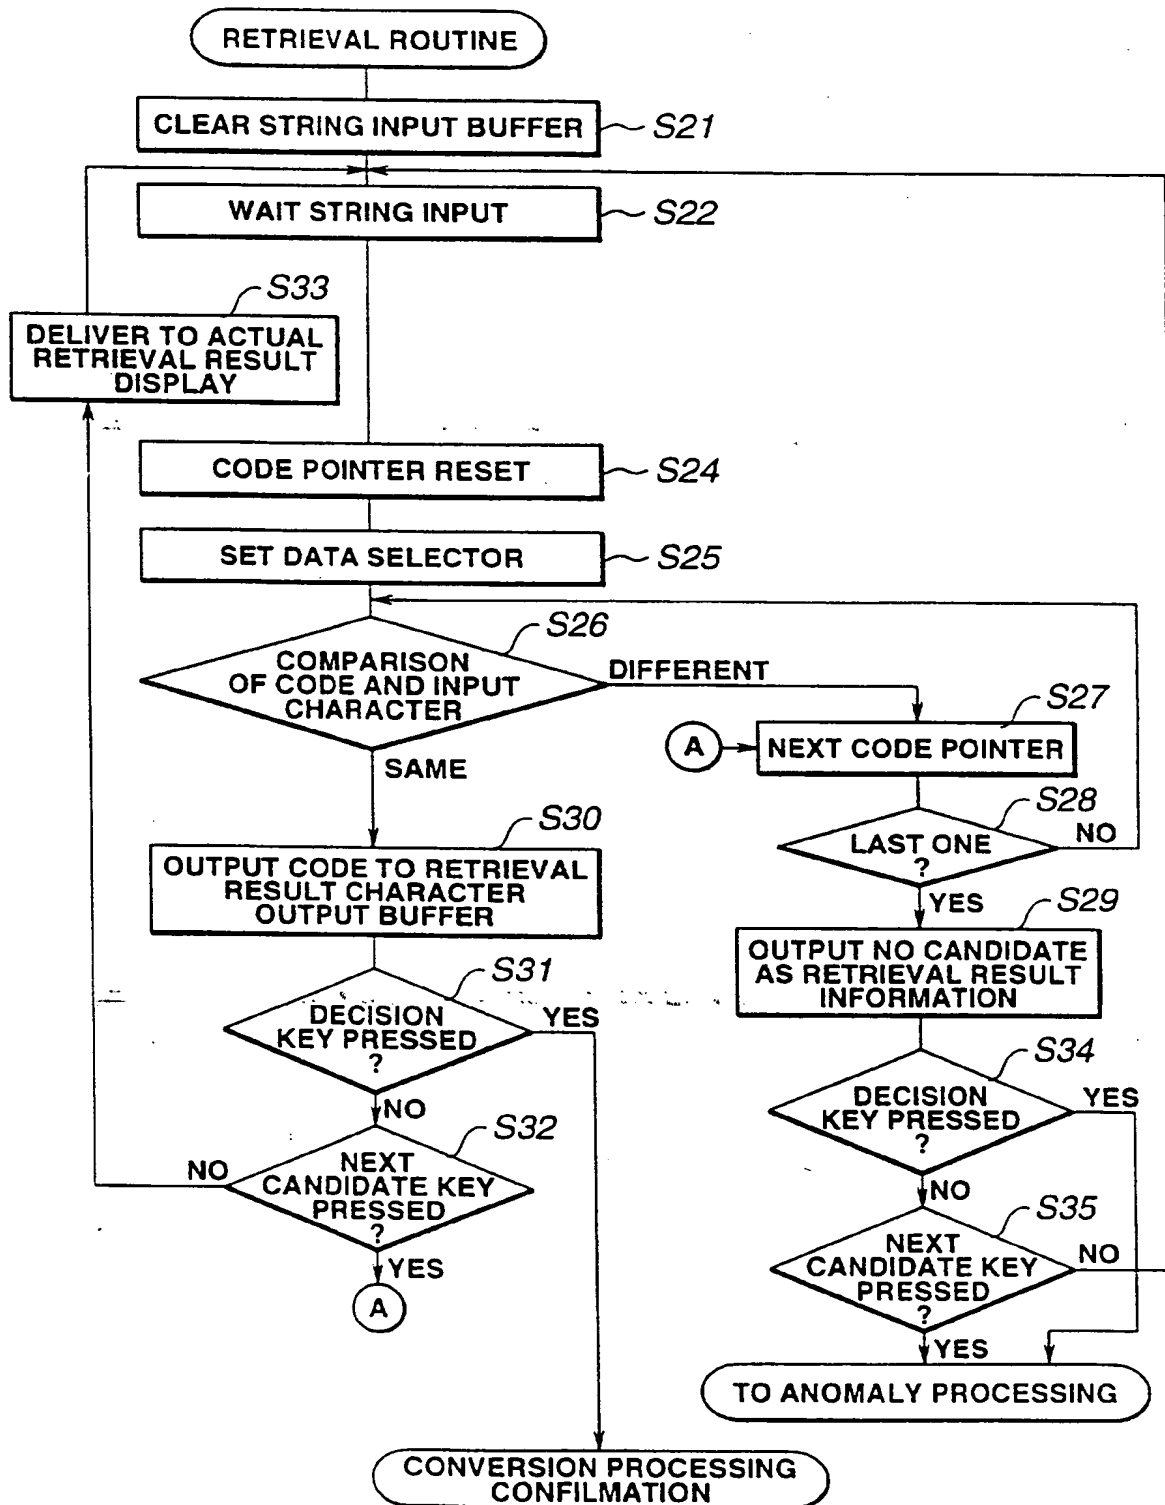 RETRIEVAL ROUTINE
CLEAR STRING INPUT BUFFER
S21
WAIT STRING INPUT
S22
S33
DELIVER TO ACTUAL
RETRIEVAL RESULT
DISPLAY
CODE POINTER RESET
S24
SET DATA SELECTOR
S25
S26
COMPARISON
OF CODE AND INPUT
CHARACTER
DIFFERENT
SAME
S27
A
NEXT CODE POINTER
S28
LAST ONE
?
NO
YES
S30
OUTPUT CODE TO RETRIEVAL
RESULT CHARACTER
OUTPUT BUFFER
S29
OUTPUT NO CANDIDATE
AS RETRIEVAL RESULT
INFORMATION
S31
DECISION
KEY PRESSED
?
YES
NO
S34
DECISION
KEY PRESSED
?
YES
NO
S32
NEXT
CANDIDATE KEY
PRESSED
?
NO
YES
A
S35
NEXT
CANDIDATE KEY
PRESSED
?
NO
YES
TO ANOMALY PROCESSING
CONVERSION PROCESSING
CONFILMATION